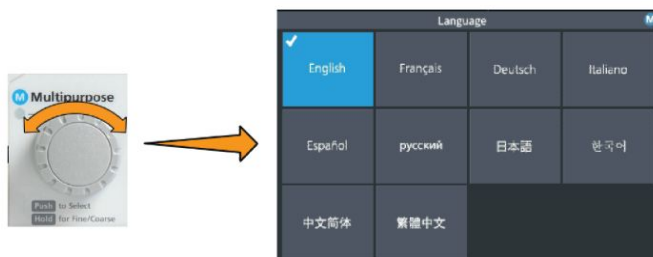 Language M
M Multipurpose
English Français Deutsch Italiano
Español русский 日本語 한국어
Push to Select
Hold for Fine/Coarse
中文简体 繁體中文